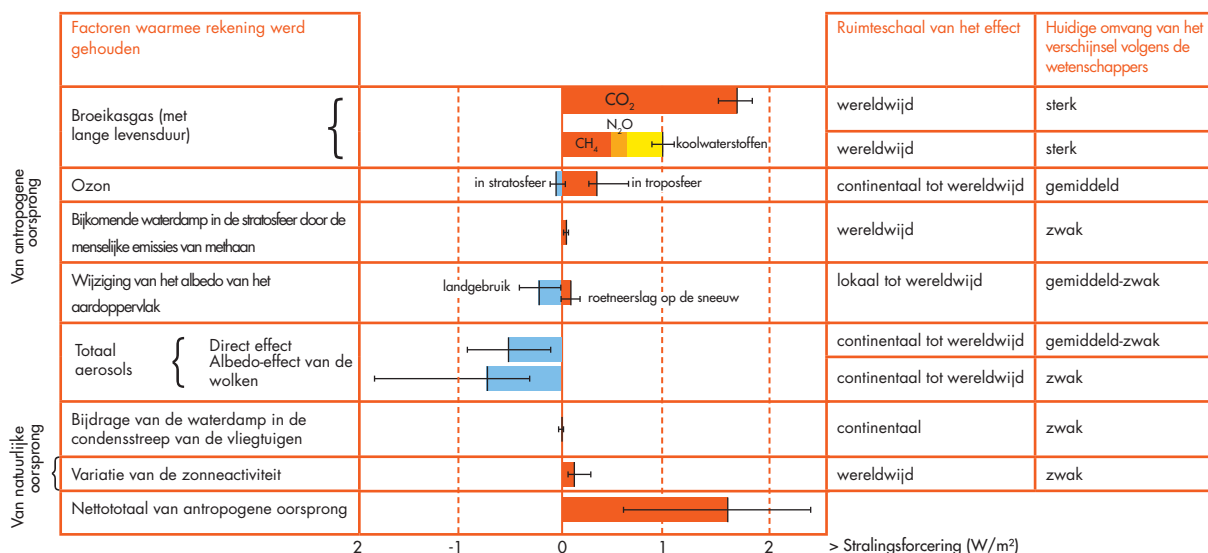 Factoren waarmee rekening werd
gehouden
Ruimteschaal van het effect
Huidige omvang van het
verschijnsel volgens de
wetenschappers
Van antropogene
oorsprong
Broeikasgas (met
lange levensduur)
CO₂
wereldwijd
sterk
N₂O
CH₄
koolwaterstoffen
wereldwijd
sterk
Ozon
in stratosfeer
in troposfeer
continentaal tot wereldwijd
gemiddeld
Bijkomende waterdamp in de stratosfeer door de
menselijke emissies van methaan
wereldwijd
zwak
Wijziging van het albedo van het
aardoppervlak
landgebruik
roetneerslag op de sneeuw
lokaal tot wereldwijd
gemiddeld-zwak
Totaal
aerosols
Direct effect
Albedo-effect van de
wolken
continentaal tot wereldwijd
gemiddeld-zwak
continentaal tot wereldwijd
zwak
Bijdrage van de waterdamp in de
condensstreep van de vliegtuigen
continentaal
zwak
Van natuurlijke
oorsprong
Variatie van de zonneactiviteit
wereldwijd
zwak
Nettototaal van antropogene oorsprong
2 -1 0 1 2 > Stralingsforcering (W/m²)